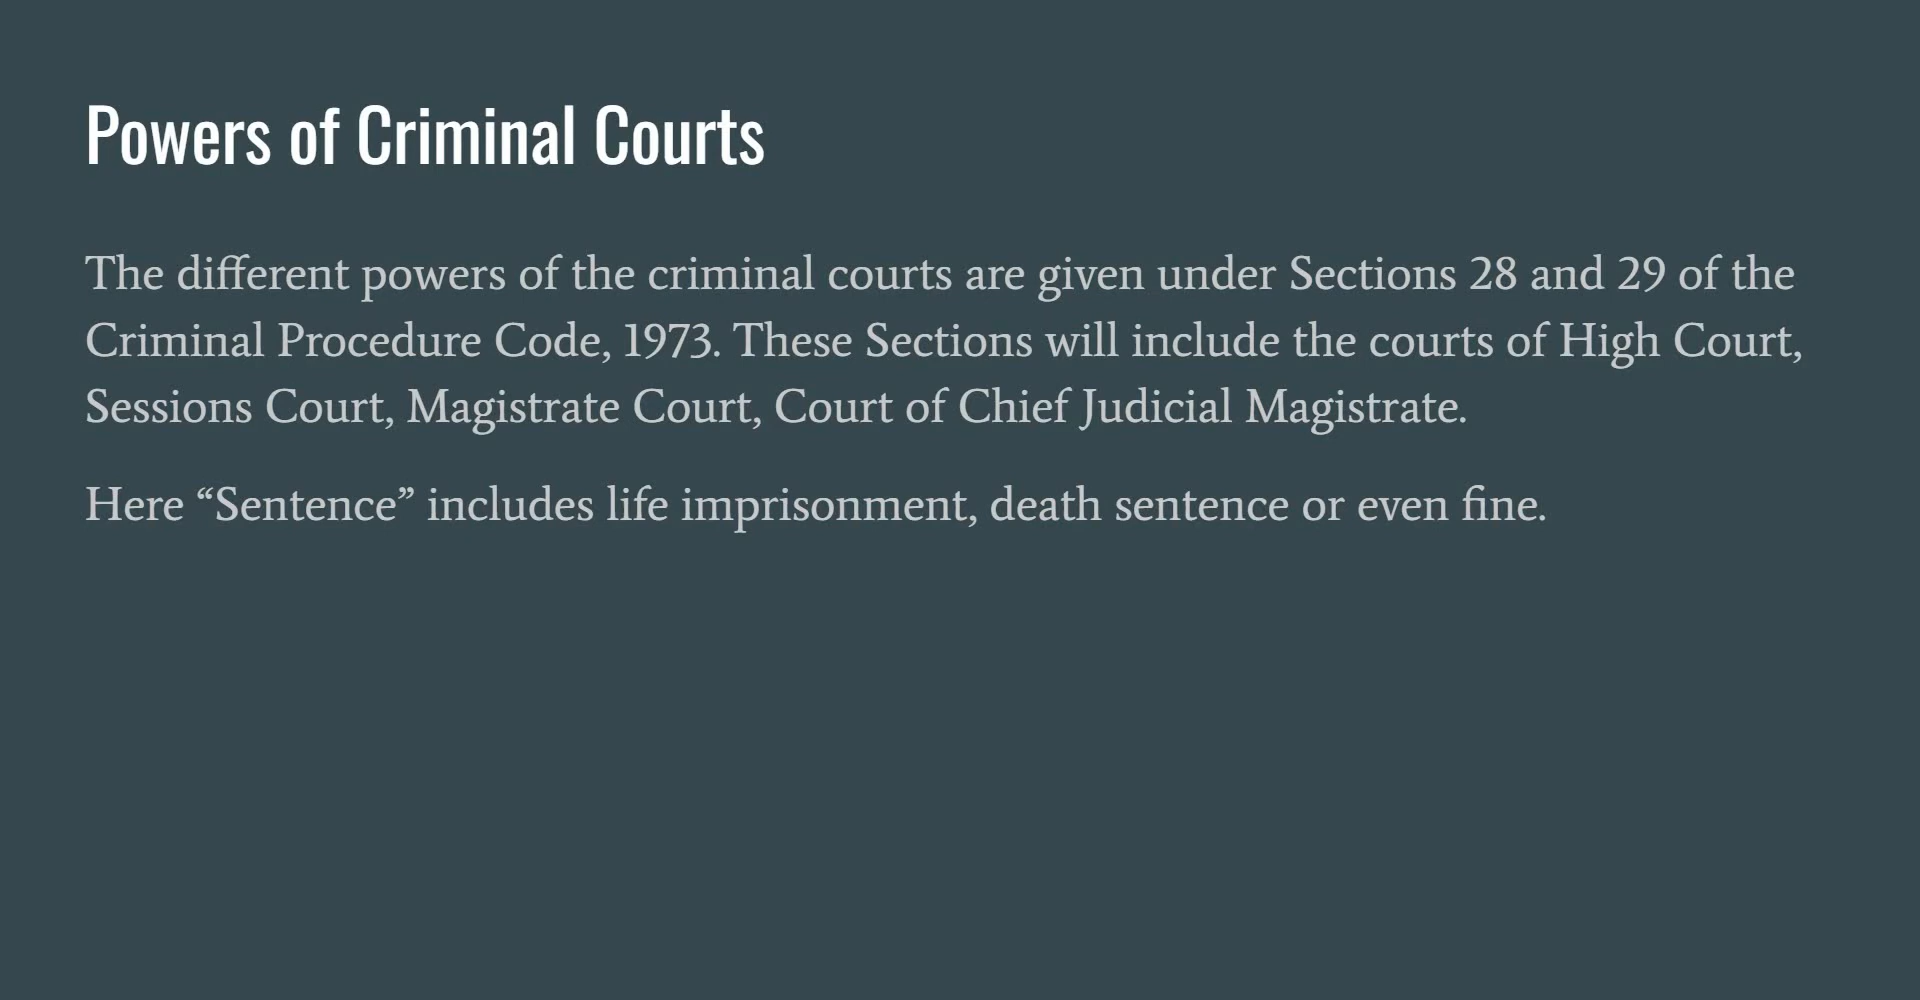 Powers of Criminal Courts
The different powers of the criminal courts are given under Sections 28 and 29 of the
Criminal Procedure Code, 1973. These Sections will include the courts of High Court,
Sessions Court, Magistrate Court, Court of Chief Judicial Magistrate.
Here “Sentence” includes life imprisonment, death sentence or even fine.